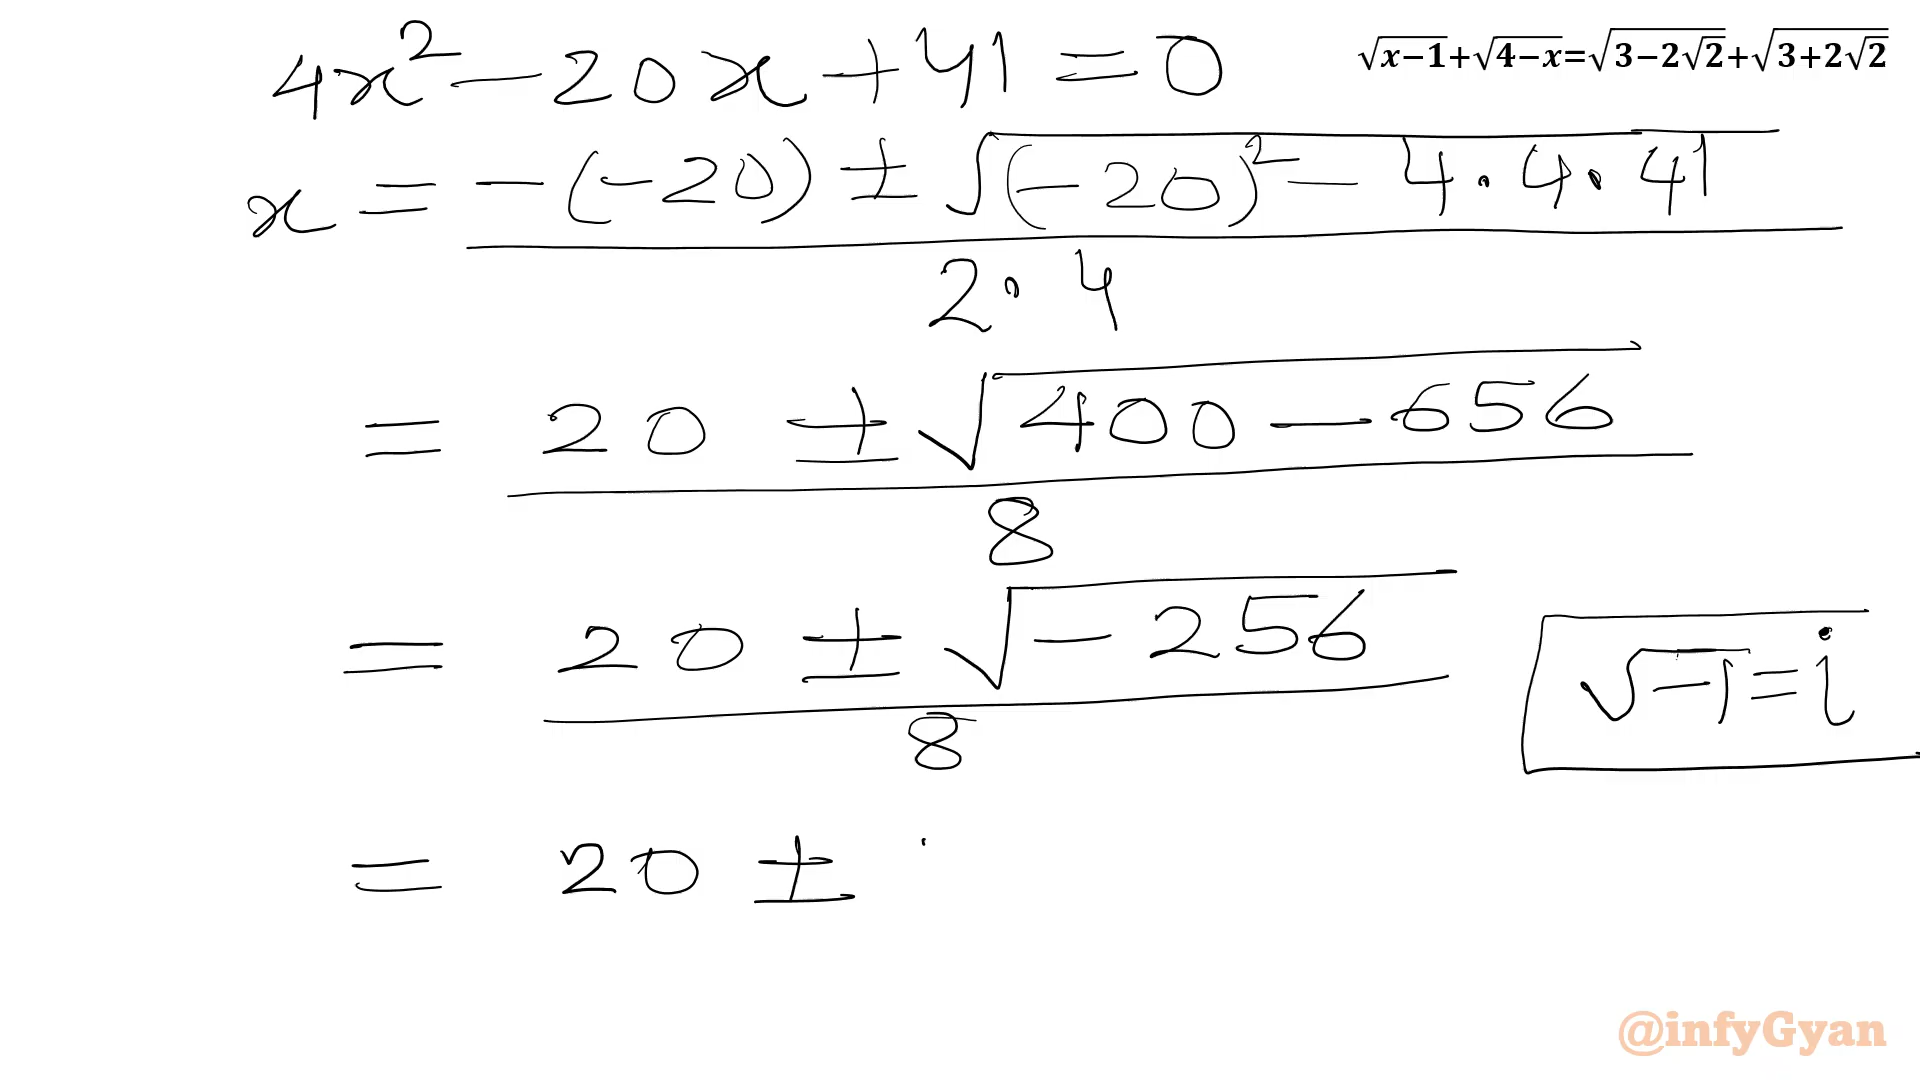 4x² - 20x + 41 = 0
√x−1+√4−x=√3−2√2+√3+2√2
x = -(-20) ± √(-20)² - 4·4·41
2·4
= 20 ± √400 - 656
8
= 20 ± √-256
8
√-1 = i
= 20 ±
@infyGyan